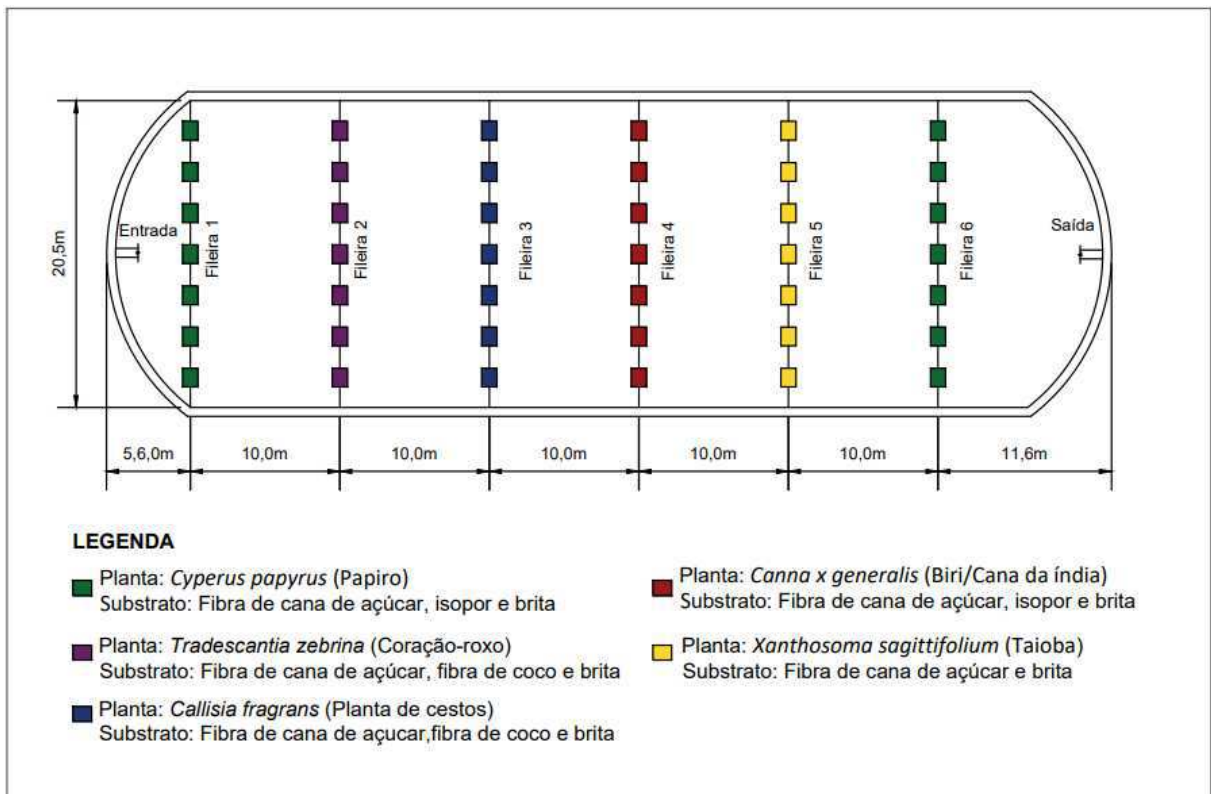 Entrada
Saída
20,5m
Fileira 1
Fileira 2
Fileira 3
Fileira 4
Fileira 5
Fileira 6
5,6,0m
10,0m
10,0m
10,0m
10,0m
10,0m
11,6m
LEGENDA
Planta: Cyperus papyrus (Papiro)
Substrato: Fibra de cana de açúcar, isopor e brita
Planta: Tradescantia zebrina (Coração-roxo)
Substrato: Fibra de cana de açúcar, fibra de coco e brita
Planta: Callisia fragrans (Planta de cestos)
Substrato: Fibra de cana de açucar,fibra de coco e brita
Planta: Canna x generalis (Biri/Cana da índia)
Substrato: Fibra de cana de açúcar, isopor e brita
Planta: Xanthosoma sagittifolium (Taioba)
Substrato: Fibra de cana de açúcar e brita